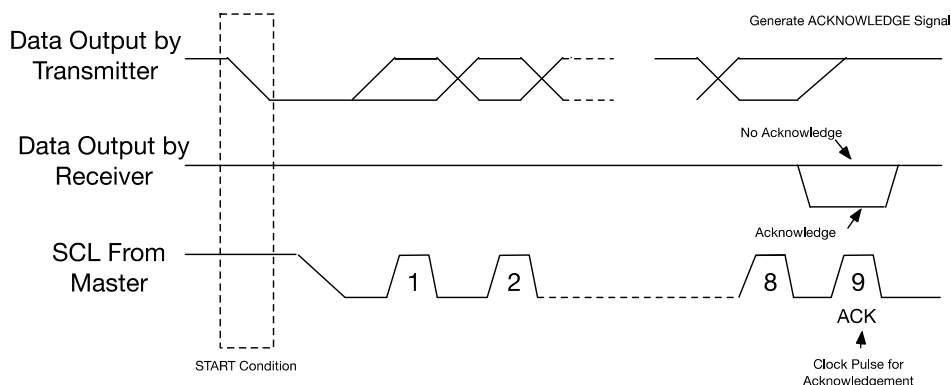 Generate ACKNOWLEDGE Signal
Data Output by
Transmitter
No Acknowledge
Data Output by
Receiver
Acknowledge
SCL From
Master
1
2
8
9
ACK
START Condition
Clock Pulse for
Acknowledgement